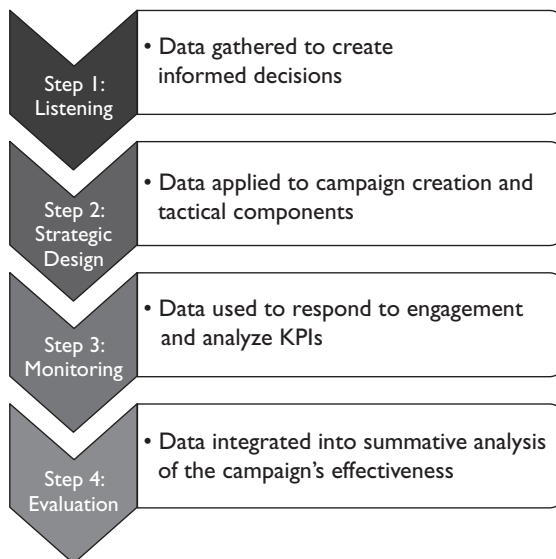 Step 1:
Listening
• Data gathered to create
informed decisions
Step 2:
Strategic
Design
• Data applied to campaign creation and
tactical components
Step 3:
Monitoring
• Data used to respond to engagement
and analyze KPIs
Step 4:
Evaluation
• Data integrated into summative analysis
of the campaign’s effectiveness